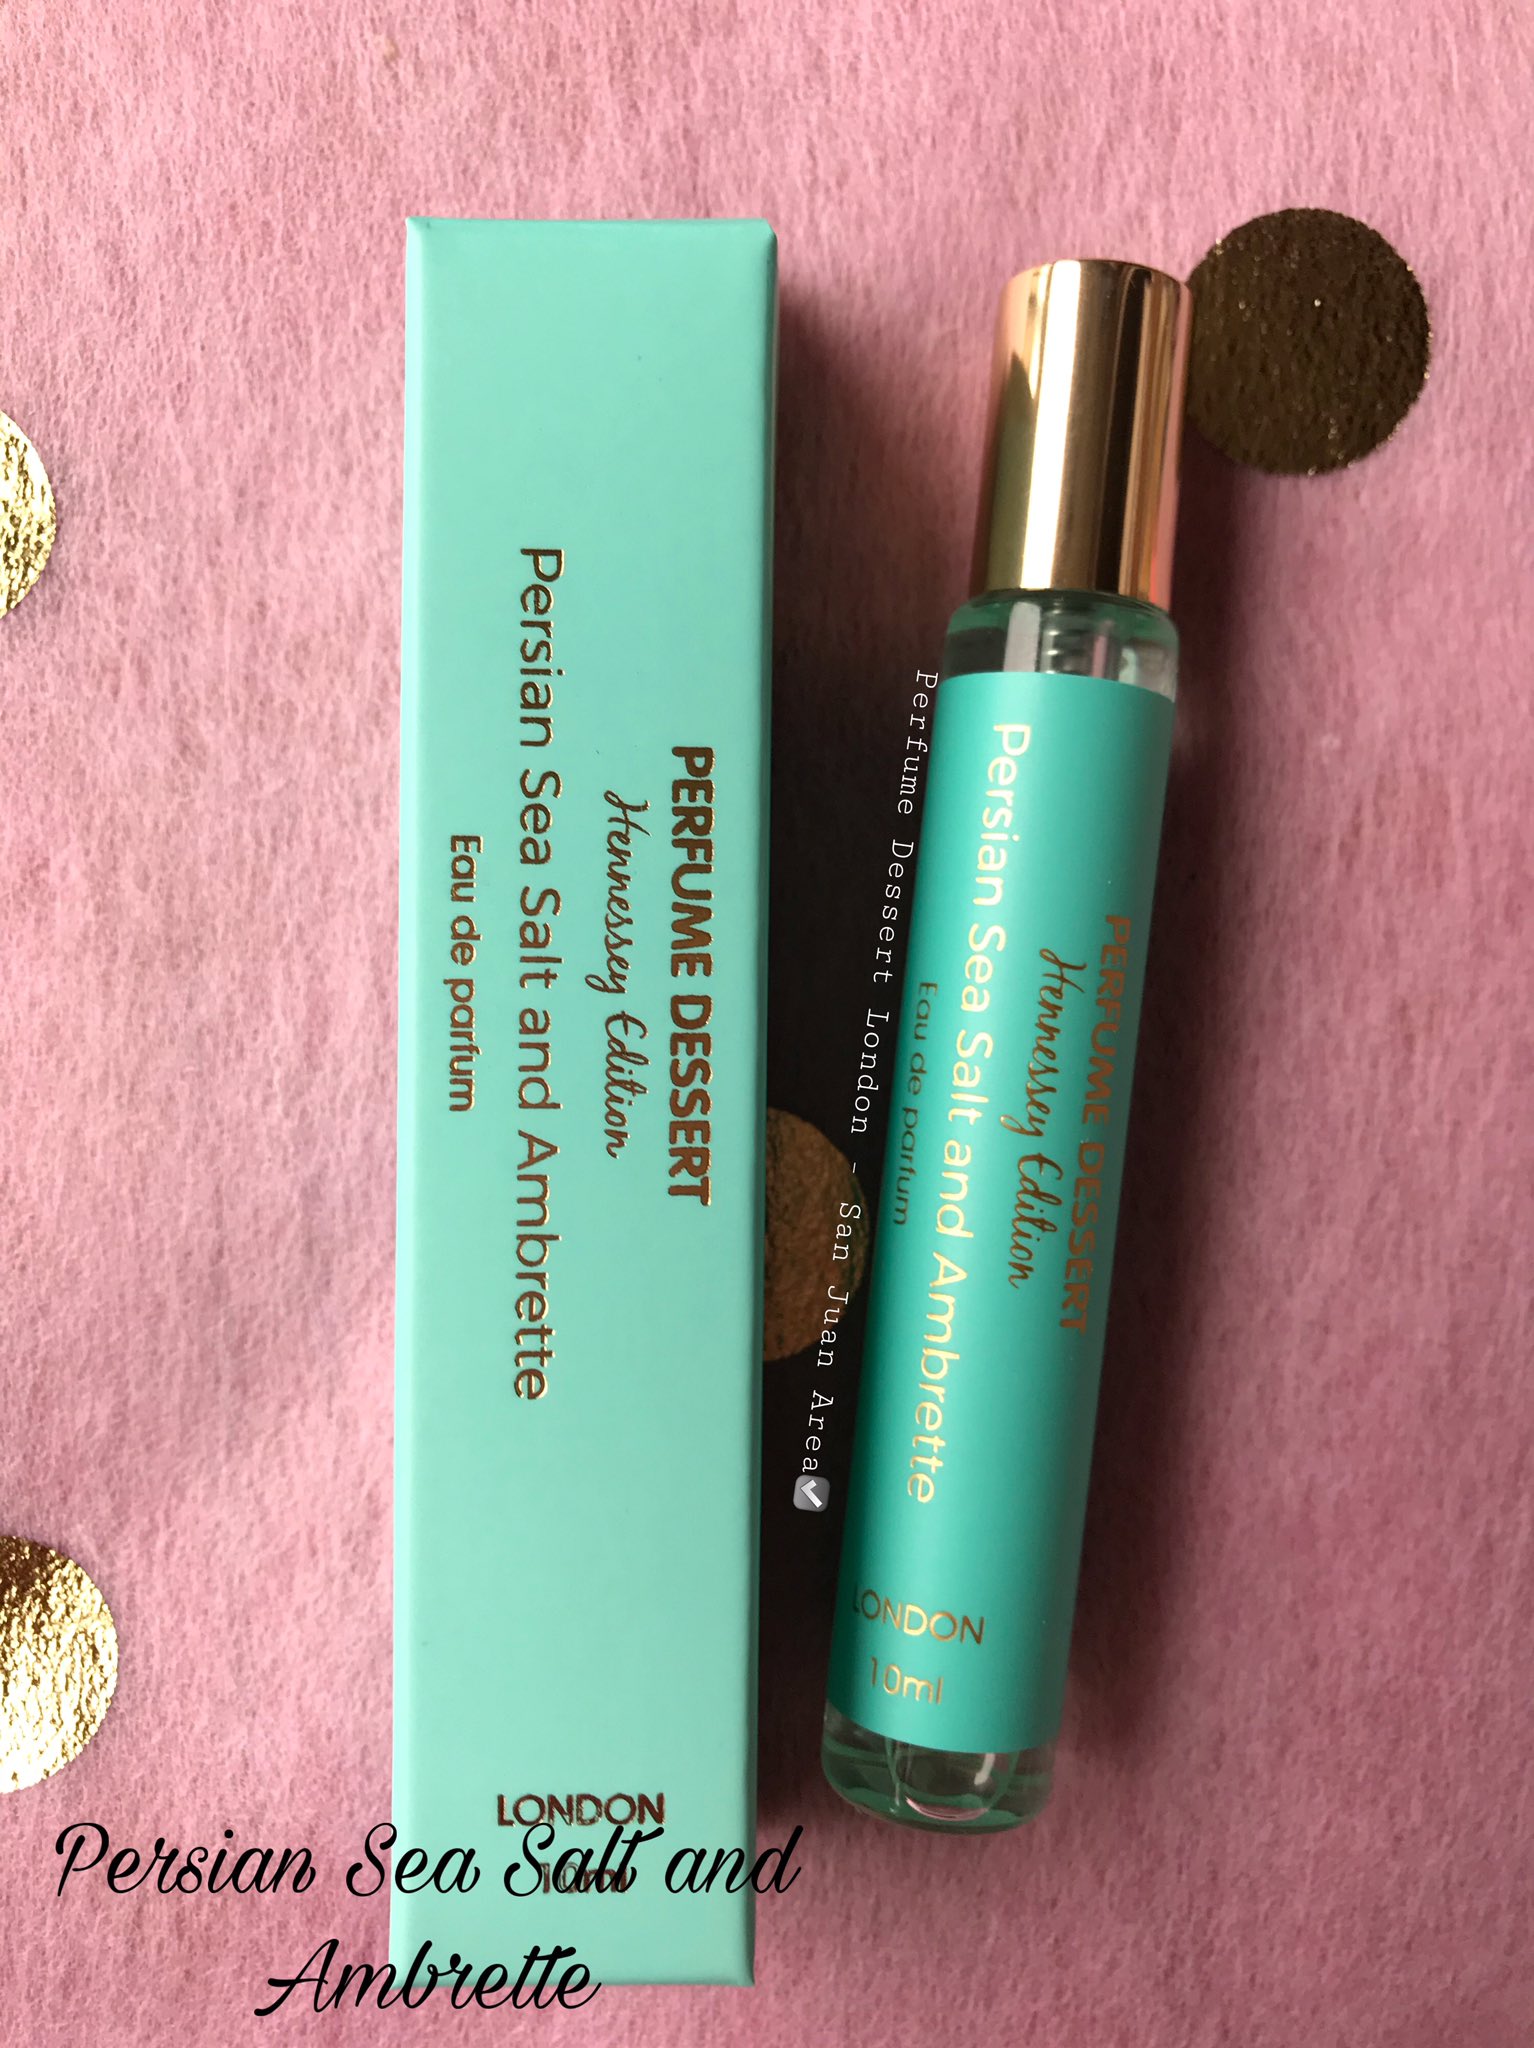 PERFUME DESSERT
Hennessey Edition
Persian Sea Salt and Ambrette
Eau de parfum
LONDON
10ml
PERFUME DESSERT
Hennessey Edition
Persian Sea Salt and Ambrette
Eau de parfum
LONDON
10ml
Perfume Dessert London - San Juan Area
Persian Sea Salt and
Ambrette